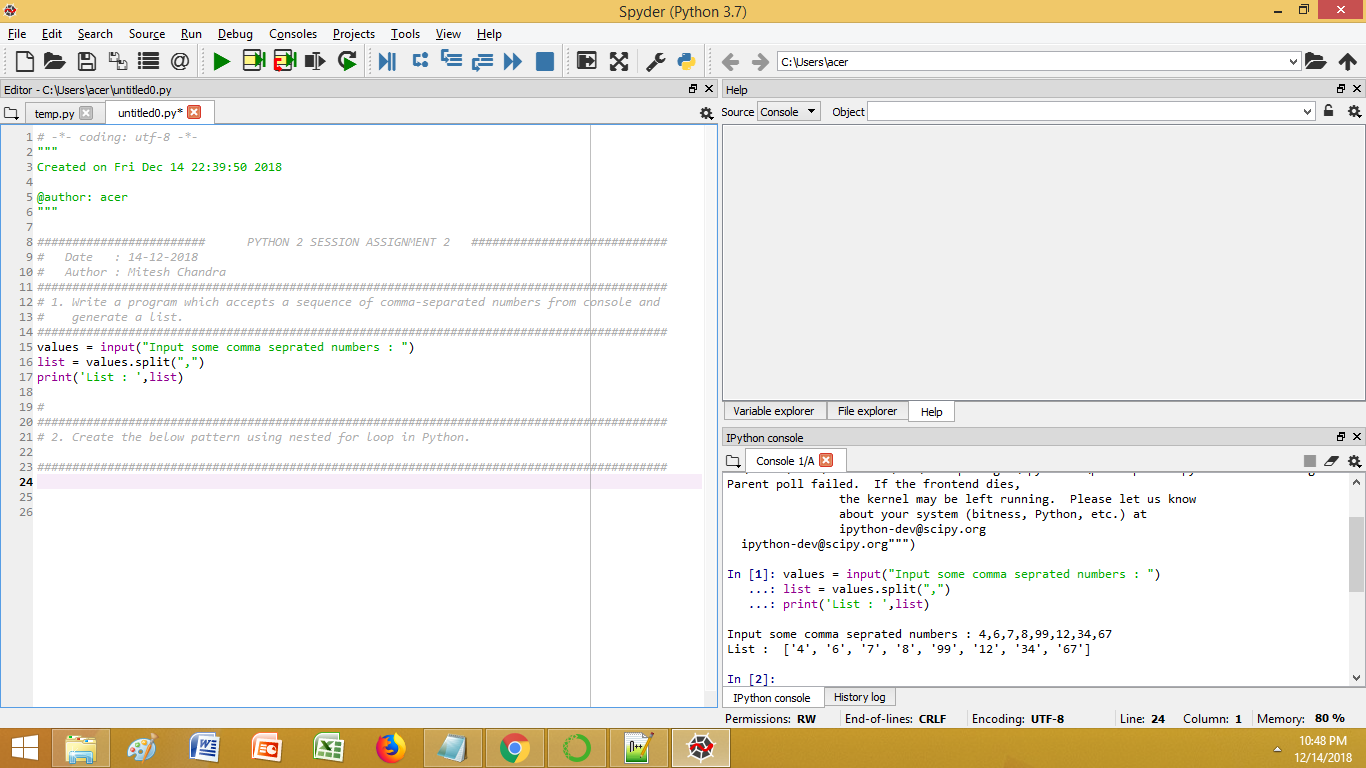 Spyder (Python 3.7)
File Edit Search Source Run Debug Consoles Projects Tools View Help
C:\Users\acer
Editor - C:\Users\acer\untitled0.py
temp.py untitled0.py*
1 # -*- coding: utf-8 -*-
2 """
3 Created on Fri Dec 14 22:39:50 2018
4
5 @author: acer
6 """
7
8 ######################## PYTHON 2 SESSION ASSIGNMENT 2 ############################
9 # Date : 14-12-2018
10 # Author : Mitesh Chandra
11 ##########################################################################################
12 # 1. Write a program which accepts a sequence of comma-separated numbers from console and
13 # generate a list.
14 ##########################################################################################
15 values = input("Input some comma seprated numbers : ")
16 list = values.split(",")
17 print('List : ',list)
18
19 #
20 ##########################################################################################
21 # 2. Create the below pattern using nested for loop in Python.
22
23 ##########################################################################################
24
25
26
Help
Source Console Object
Variable explorer File explorer Help
IPython console
Console 1/A
Parent poll failed. If the frontend dies,
the kernel may be left running. Please let us know
about your system (bitness, Python, etc.) at
ipython-dev@scipy.org
ipython-dev@scipy.org""")
In [1]: values = input("Input some comma seprated numbers : ")
...: list = values.split(",")
...: print('List : ',list)
Input some comma seprated numbers : 4,6,7,8,99,12,34,67
List : ['4', '6', '7', '8', '99', '12', '34', '67']
In [2]:
IPython console History log
Permissions: RW End-of-lines: CRLF Encoding: UTF-8 Line: 24 Column: 1 Memory: 80 %
10:48 PM
12/14/2018